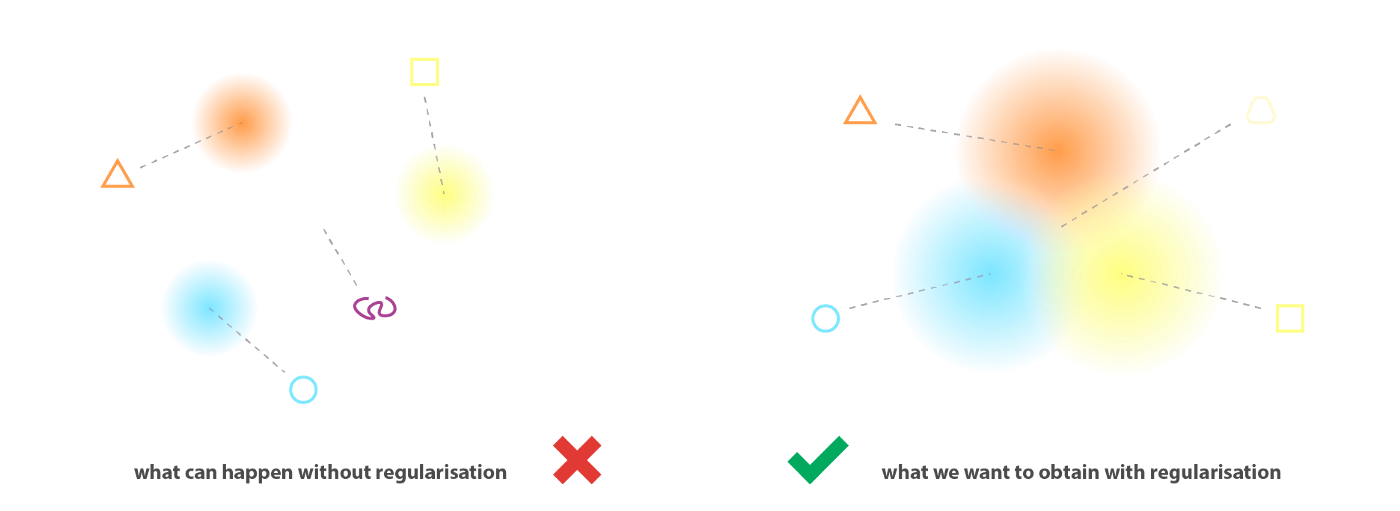 what can happen without regularisation
what we want to obtain with regularisation